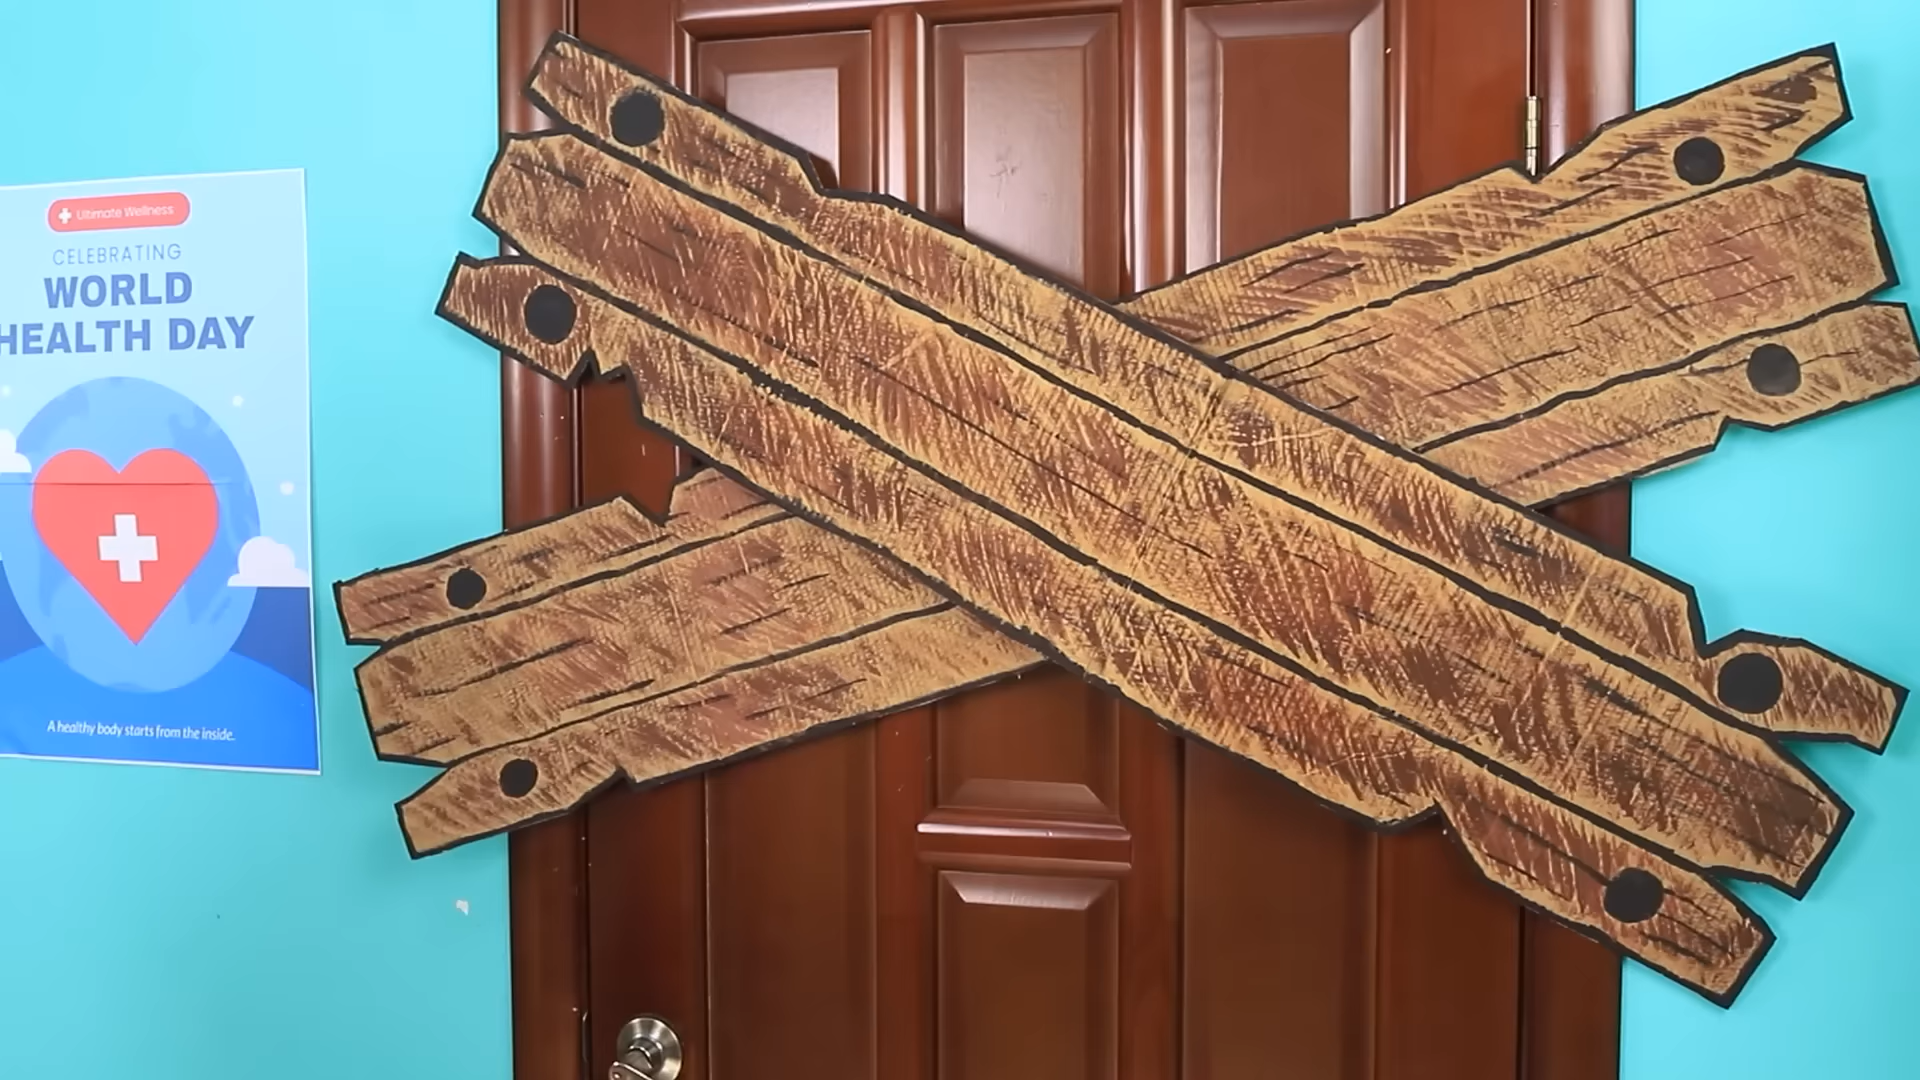 Ultimate Wellness
CELEBRATING
WORLD
HEALTH DAY
A healthy body starts from the inside.